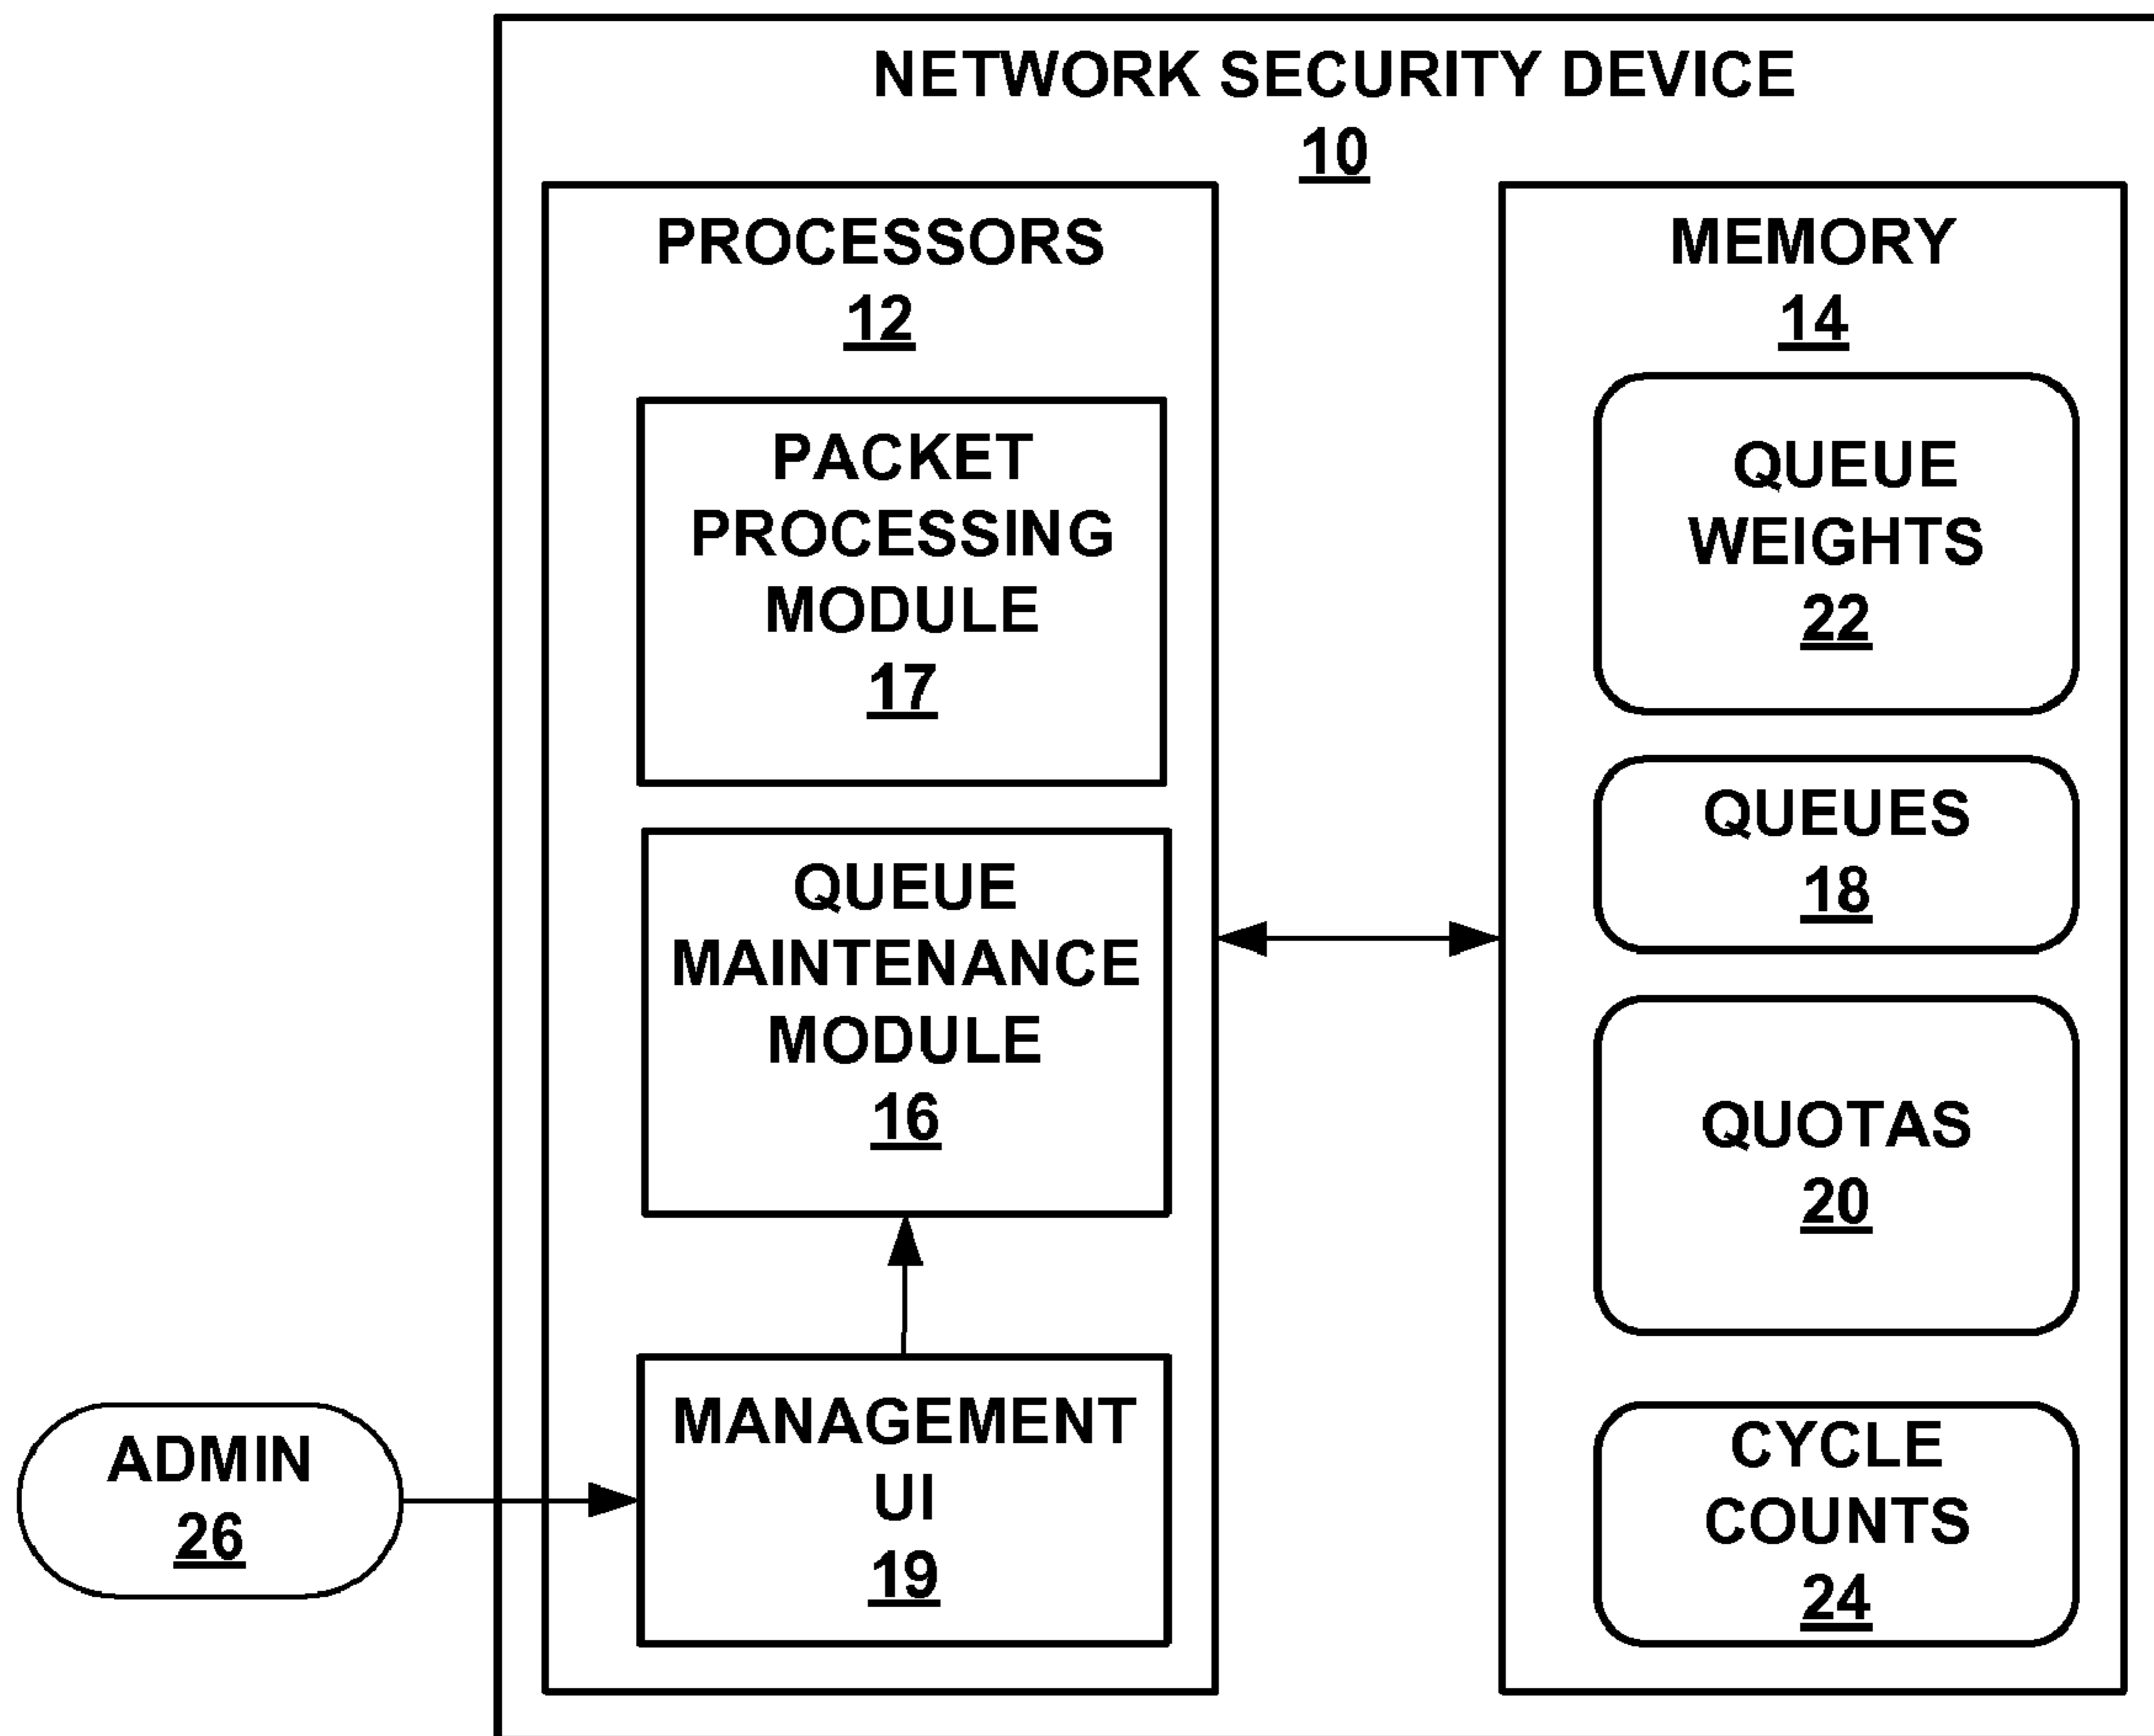 NETWORK SECURITY DEVICE
10
PROCESSORS
12
PACKET
PROCESSING
MODULE
17
QUEUE
MAINTENANCE
MODULE
16
MANAGEMENT
UI
19
ADMIN
26
MEMORY
14
QUEUE
WEIGHTS
22
QUEUES
18
QUOTAS
20
CYCLE
COUNTS
24